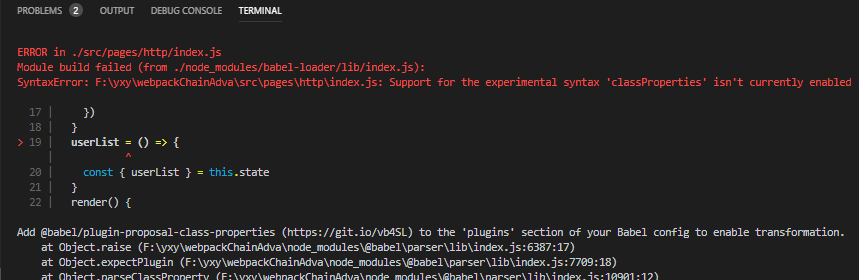 PROBLEMS 2 OUTPUT DEBUG CONSOLE TERMINAL
ERROR in ./src/pages/http/index.js
Module build failed (from ./node_modules/babel-loader/lib/index.js):
SyntaxError: F:\yxy\webpackChainAdva\src\pages\http\index.js: Support for the experimental syntax 'classProperties' isn't currently enabled
17 |     })
18 |   }
> 19 |   userList = () => {
|            ^
20 |     const { userList } = this.state
21 |   }
22 |   render() {
Add @babel/plugin-proposal-class-properties (https://git.io/vb4SL) to the 'plugins' section of your Babel config to enable transformation.
at Object.raise (F:\yxy\webpackChainAdva\node_modules\@babel\parser\lib\index.js:6387:17)
at Object.expectPlugin (F:\yxy\webpackChainAdva\node_modules\@babel\parser\lib\index.js:7709:18)
at Object.parseClassProperty (F:\yxy\webpackChainAdva\node_modules\@babel\parser\lib\index.js:10901:12)